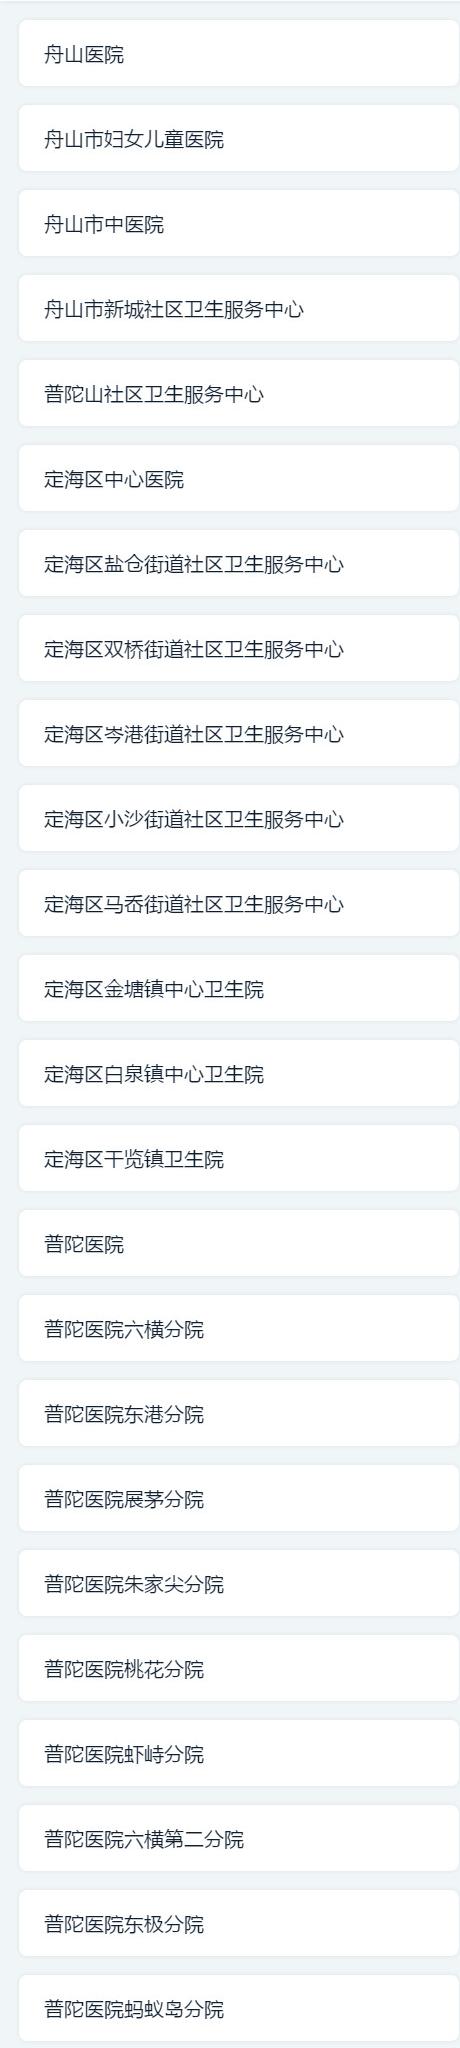 舟山医院
舟山市妇女儿童医院
舟山市中医院
舟山市新城社区卫生服务中心
普陀山社区卫生服务中心
定海区中心医院
定海区盐仓街道社区卫生服务中心
定海区双桥街道社区卫生服务中心
定海区岑港街道社区卫生服务中心
定海区小沙街道社区卫生服务中心
定海区马岙街道社区卫生服务中心
定海区金塘镇中心卫生院
定海区白泉镇中心卫生院
定海区干览镇卫生院
普陀医院
普陀医院六横分院
普陀医院东港分院
普陀医院展茅分院
普陀医院朱家尖分院
普陀医院桃花分院
普陀医院虾峙分院
普陀医院六横第二分院
普陀医院东极分院
普陀医院蚂蚁岛分院